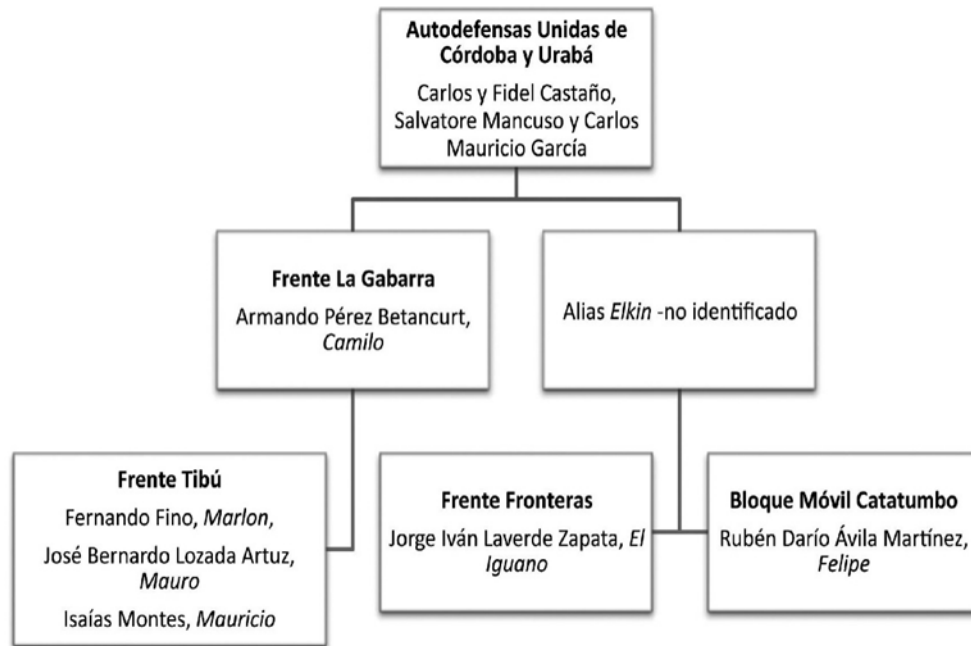 Autodefensas Unidas de
Córdoba y Urabá
Carlos y Fidel Castaño,
Salvatore Mancuso y Carlos
Mauricio García
Frente La Gabarra
Armando Pérez Betancurt,
Camilo
Alias Elkin -no identificado
Frente Tibú
Fernando Fino, Marlon,
José Bernardo Lozada Artuz,
Mauro
Isaías Montes, Mauricio
Frente Fronteras
Jorge Iván Laverde Zapata, El
Iguano
Bloque Móvil Catatumbo
Rubén Darío Ávila Martínez,
Felipe